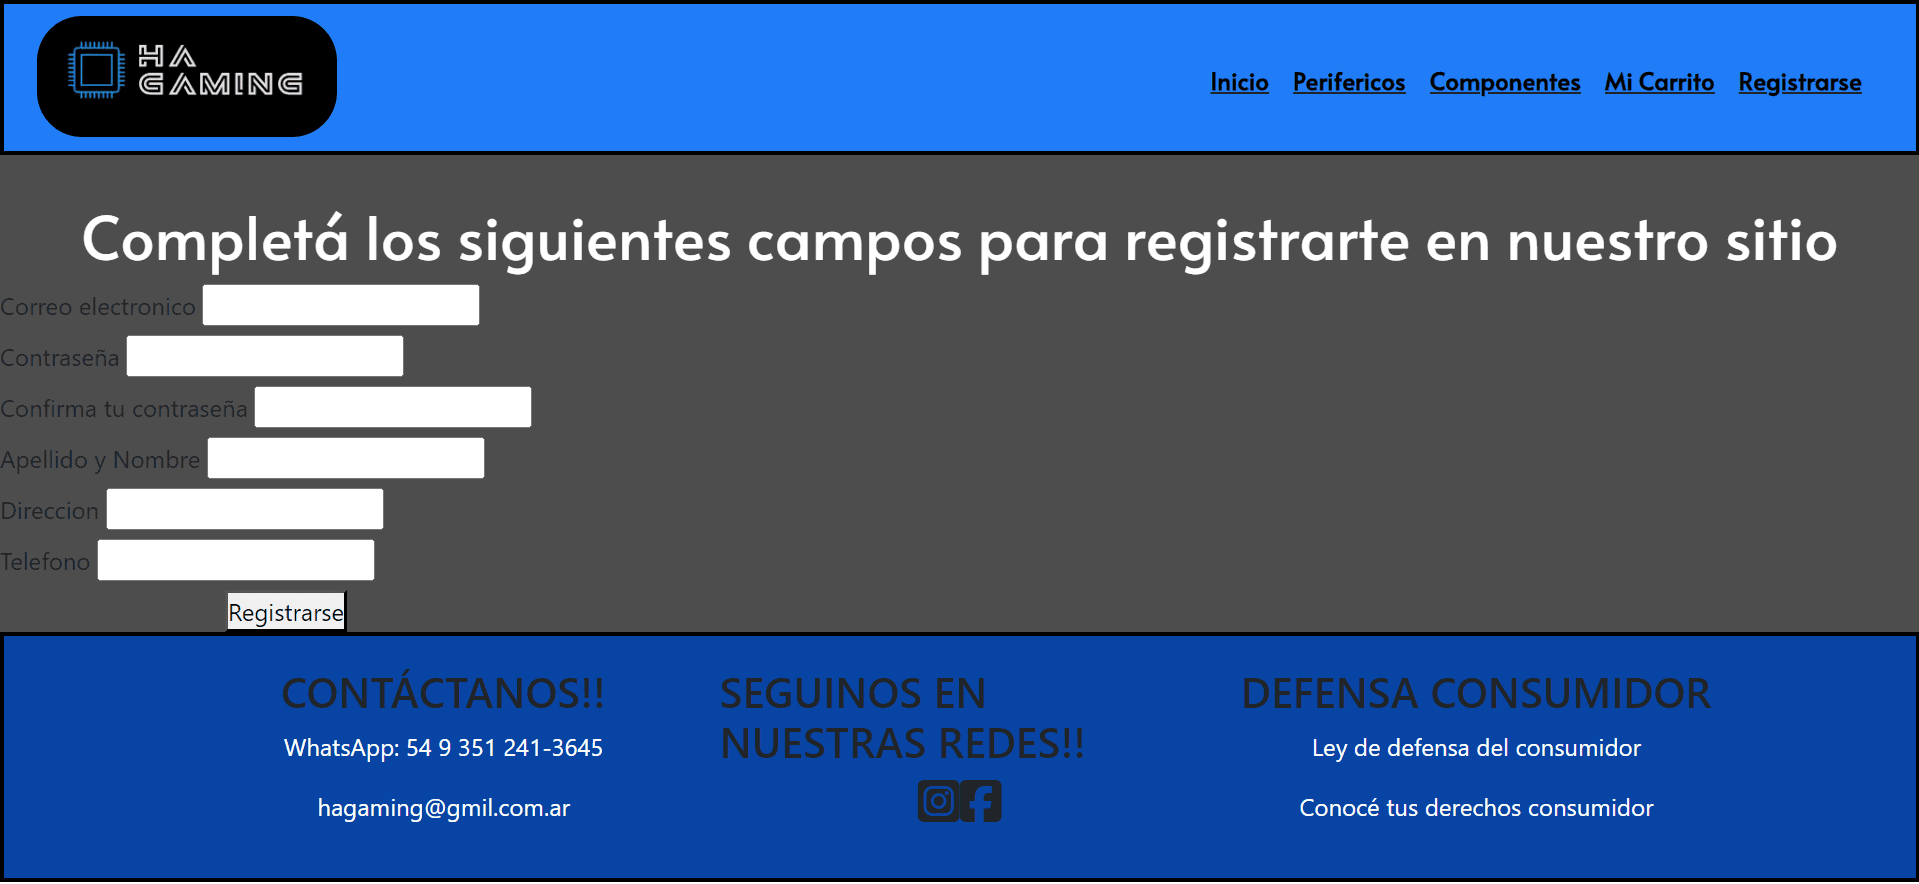 HA
GAMING
Inicio Perifericos Componentes Mi Carrito Registrarse
Completá los siguientes campos para registrarte en nuestro sitio
Correo electronico
Contraseña
Confirma tu contraseña
Apellido y Nombre
Direccion
Telefono
Registrarse
CONTÁCTANOS!!
WhatsApp: 54 9 351 241-3645
hagaming@gmil.com.ar
SEGUINOS EN
NUESTRAS REDES!!
DEFENSA CONSUMIDOR
Ley de defensa del consumidor
Conocé tus derechos consumidor